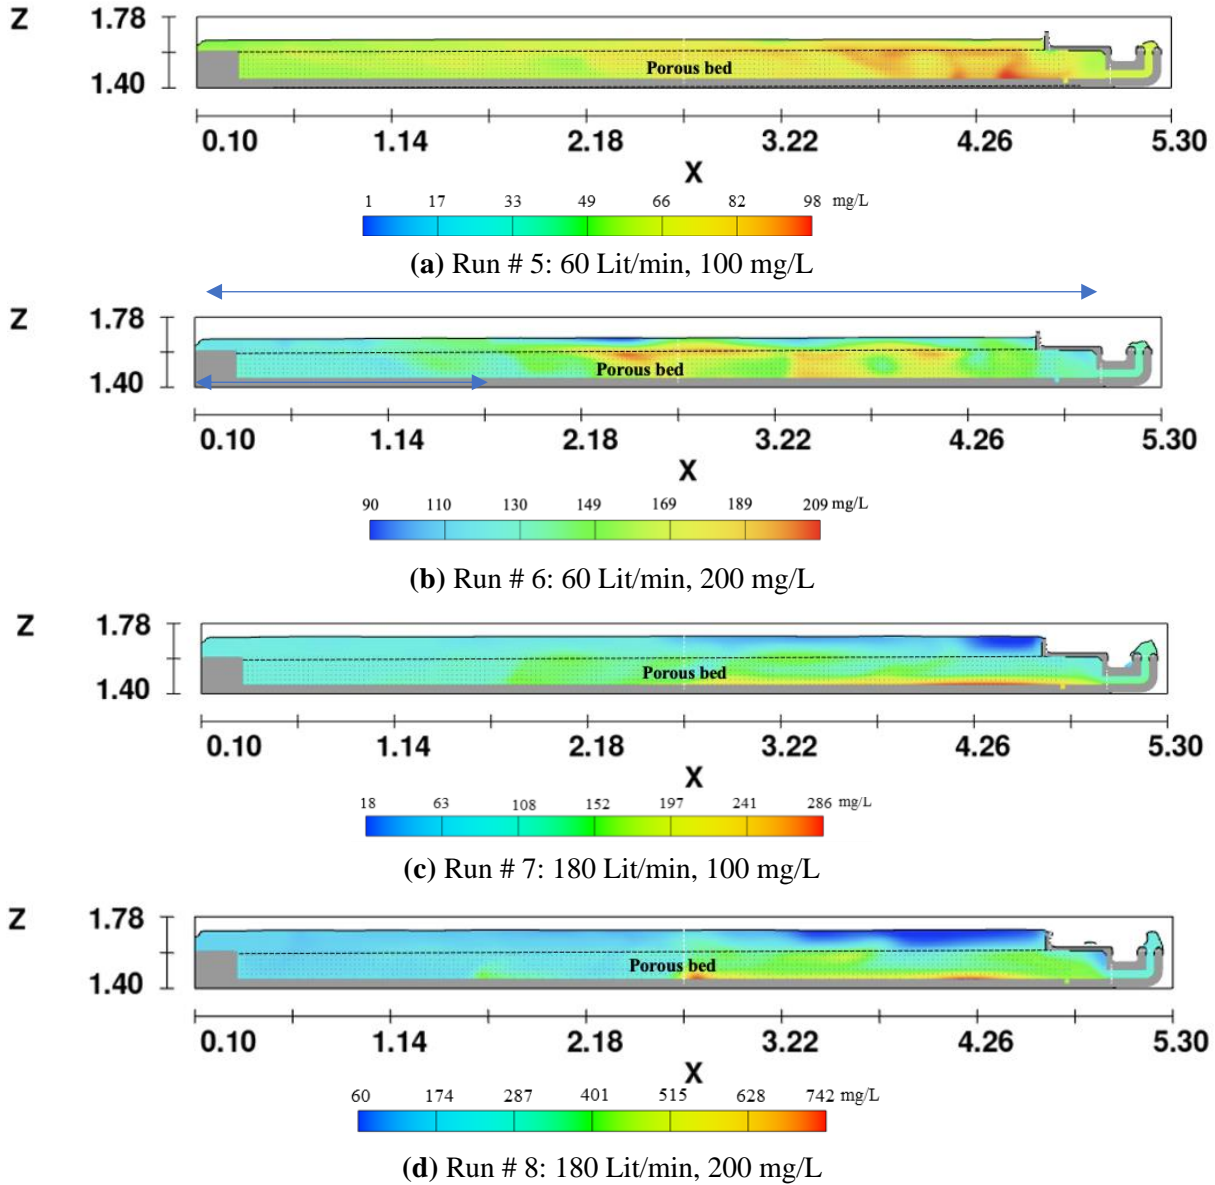 Z
1.78
1.40
Porous bed
0.10 1.14 2.18 3.22 4.26 5.30
X
1 17 33 49 66 82 98 mg/L
(a) Run # 5: 60 Lit/min, 100 mg/L
Z
1.78
1.40
Porous bed
0.10 1.14 2.18 3.22 4.26 5.30
X
90 110 130 149 169 189 209 mg/L
(b) Run # 6: 60 Lit/min, 200 mg/L
Z
1.78
1.40
Porous bed
0.10 1.14 2.18 3.22 4.26 5.30
X
18 63 108 152 197 241 286 mg/L
(c) Run # 7: 180 Lit/min, 100 mg/L
Z
1.78
1.40
Porous bed
0.10 1.14 2.18 3.22 4.26 5.30
X
60 174 287 401 515 628 742 mg/L
(d) Run # 8: 180 Lit/min, 200 mg/L